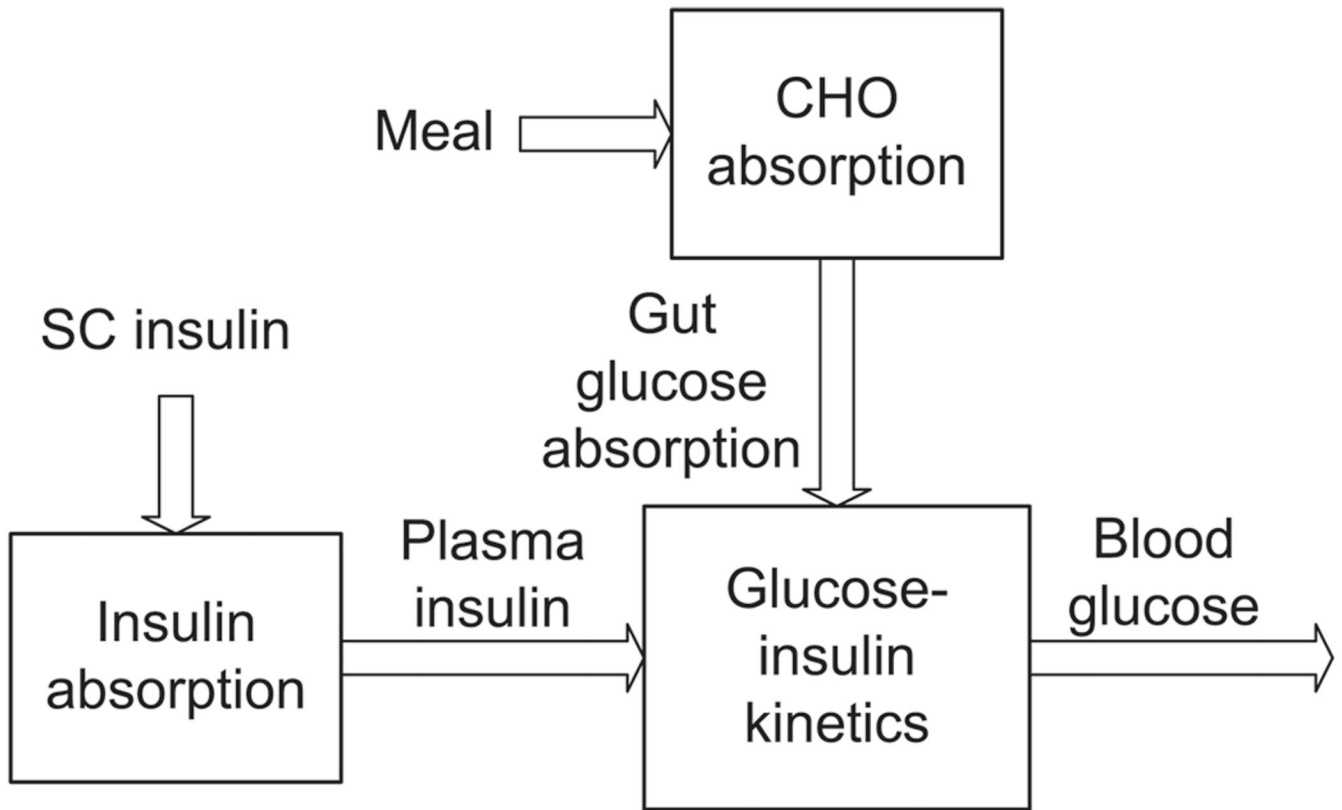 CHO
absorption
Meal
Gut
glucose
absorption
SC insulin
Insulin
absorption
Plasma
insulin
Glucose-
insulin
kinetics
Blood
glucose